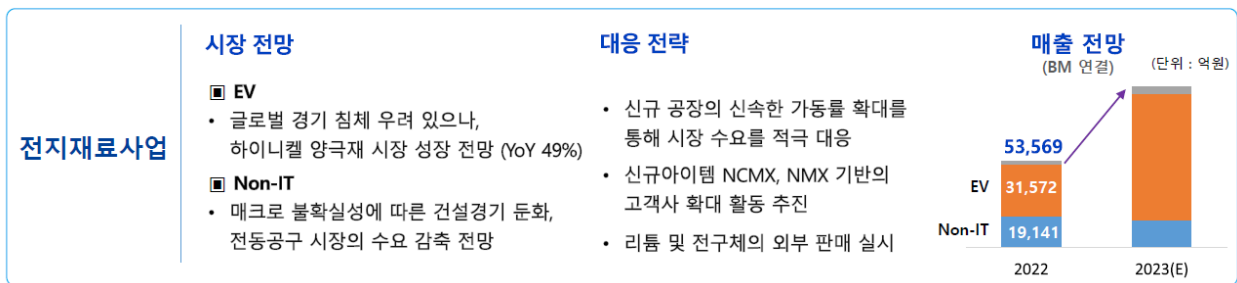 전지재료사업
시장 전망
▣ EV
• 글로벌 경기 침체 우려 있으나,
하이니켈 양극재 시장 성장 전망 (YoY 49%)
▣ Non-IT
• 매크로 불확실성에 따른 건설경기 둔화,
전동공구 시장의 수요 감축 전망
대응 전략
• 신규 공장의 신속한 가동률 확대를
통해 시장 수요를 적극 대응
• 신규아이템 NCMX, NMX 기반의
고객사 확대 활동 추진
• 리튬 및 전구체의 외부 판매 실시
매출 전망
(BM 연결)
(단위 : 억원)
53,569
EV 31,572
Non-IT 19,141
2022 2023(E)